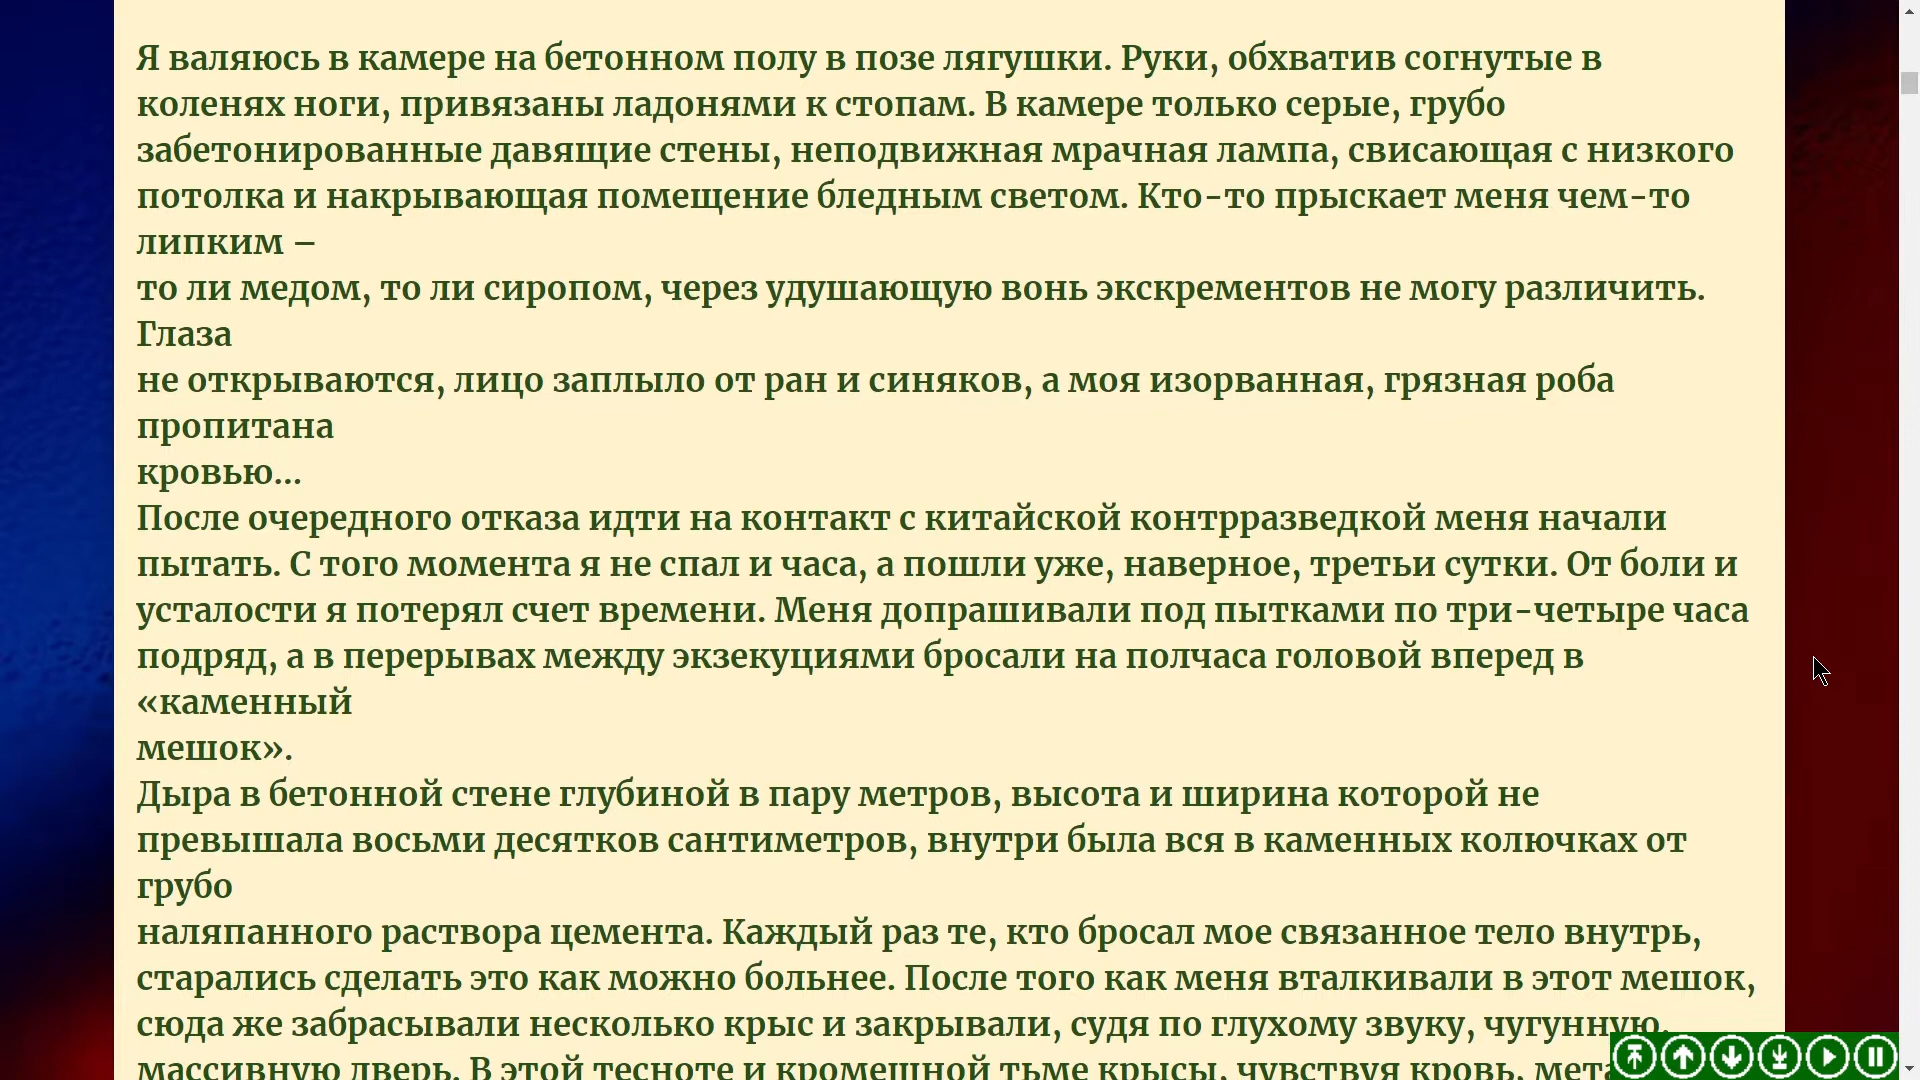 Я валяюсь в камере на бетонном полу в позе лягушки. Руки, обхватив согнутые в
коленях ноги, привязаны ладонями к стопам. В камере только серые, грубо
забетонированные давящие стены, неподвижная мрачная лампа, свисающая с низкого
потолка и накрывающая помещение бледным светом. Кто-то прыскает меня чем-то
липким –
то ли медом, то ли сиропом, через удушающую вонь экскрементов не могу различить.
Глаза
не открываются, лицо заплыло от ран и синяков, а моя изорванная, грязная роба
пропитана
кровью...
После очередного отказа идти на контакт с китайской контрразведкой меня начали
пытать. С того момента я не спал и часа, а пошли уже, наверное, третьи сутки. От боли и
усталости я потерял счет времени. Меня допрашивали под пытками по три-четыре часа
подряд, а в перерывах между экзекуциями бросали на полчаса головой вперед в
«каменный
мешок».
Дыра в бетонной стене глубиной в пару метров, высота и ширина которой не
превышала восьми десятков сантиметров, внутри была вся в каменных колючках от
грубо
наляпанного раствора цемента. Каждый раз те, кто бросал мое связанное тело внутрь,
старались сделать это как можно больнее. После того как меня вталкивали в этот мешок,
сюда же забрасывали несколько крыс и закрывали, судя по глухому звуку, чугунную,
массивную дверь. В этой тесноте и кромешной тьме крысы, чувствуя кровь,